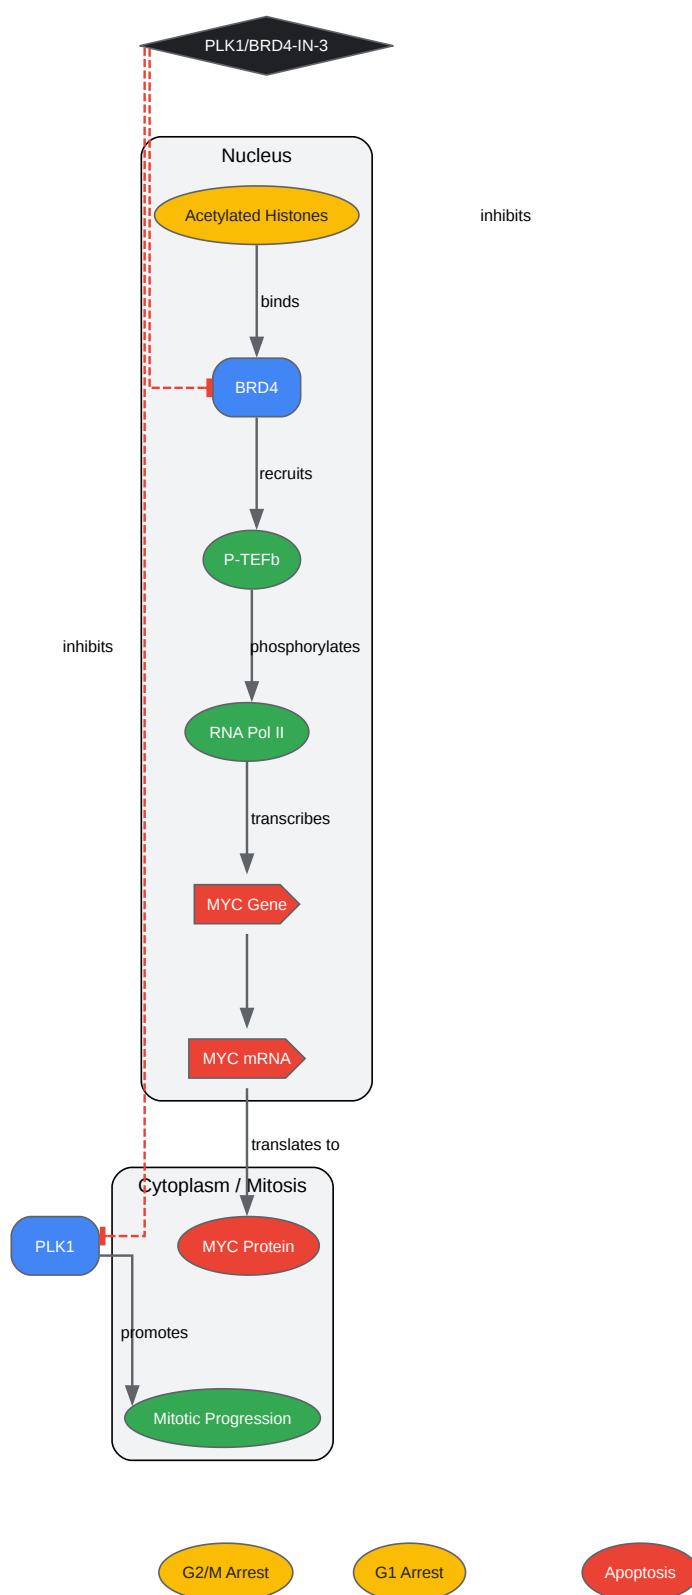 PLK1/BRD4-IN-3
Nucleus
Acetylated Histones
inhibits
binds
BRD4
recruits
P-TEFb
inhibits
phosphorylates
RNA Pol II
transcribes
MYC Gene
MYC mRNA
translates to
Cytoplasm / Mitosis
PLK1
MYC Protein
promotes
Mitotic Progression
G2/M Arrest
G1 Arrest
Apoptosis